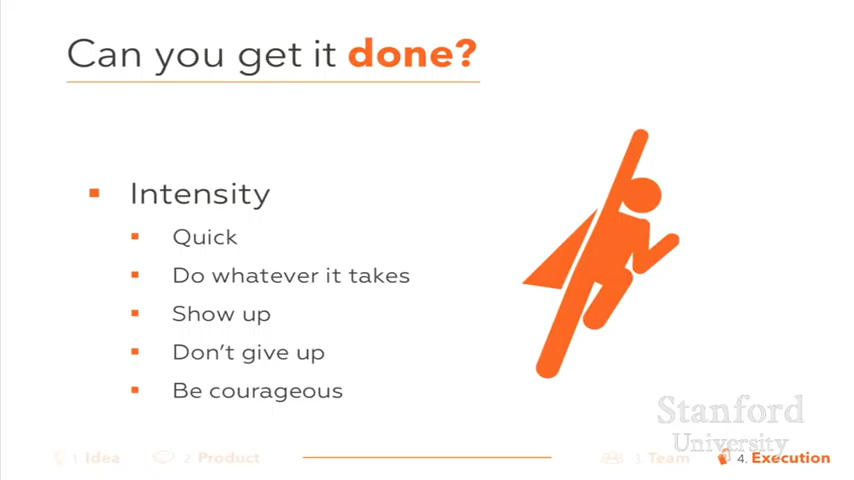 Can you get it done?
Intensity
Quick
Do whatever it takes
Show up
Don't give up
Be courageous
Stanford
University
1. Idea
2. Product
3. Team
4. Execution